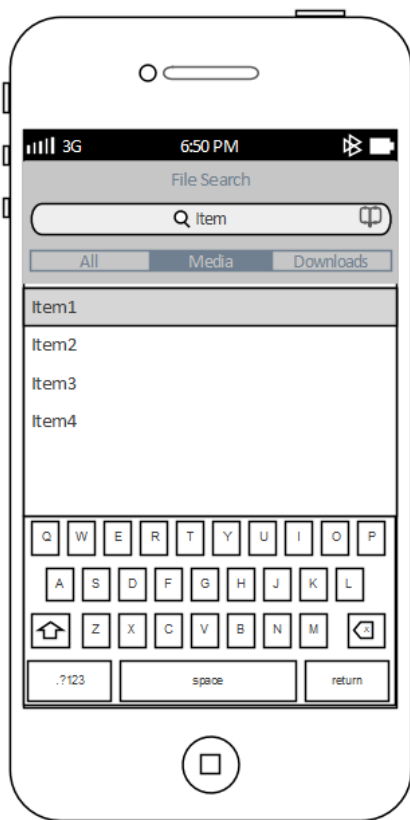 3G 6:50 PM
File Search
Item
All Media Downloads
Item1
Item2
Item3
Item4
Q W E R T Y U I O P
A S D F G H J K L
Z X C V B N M X
.?123 space return